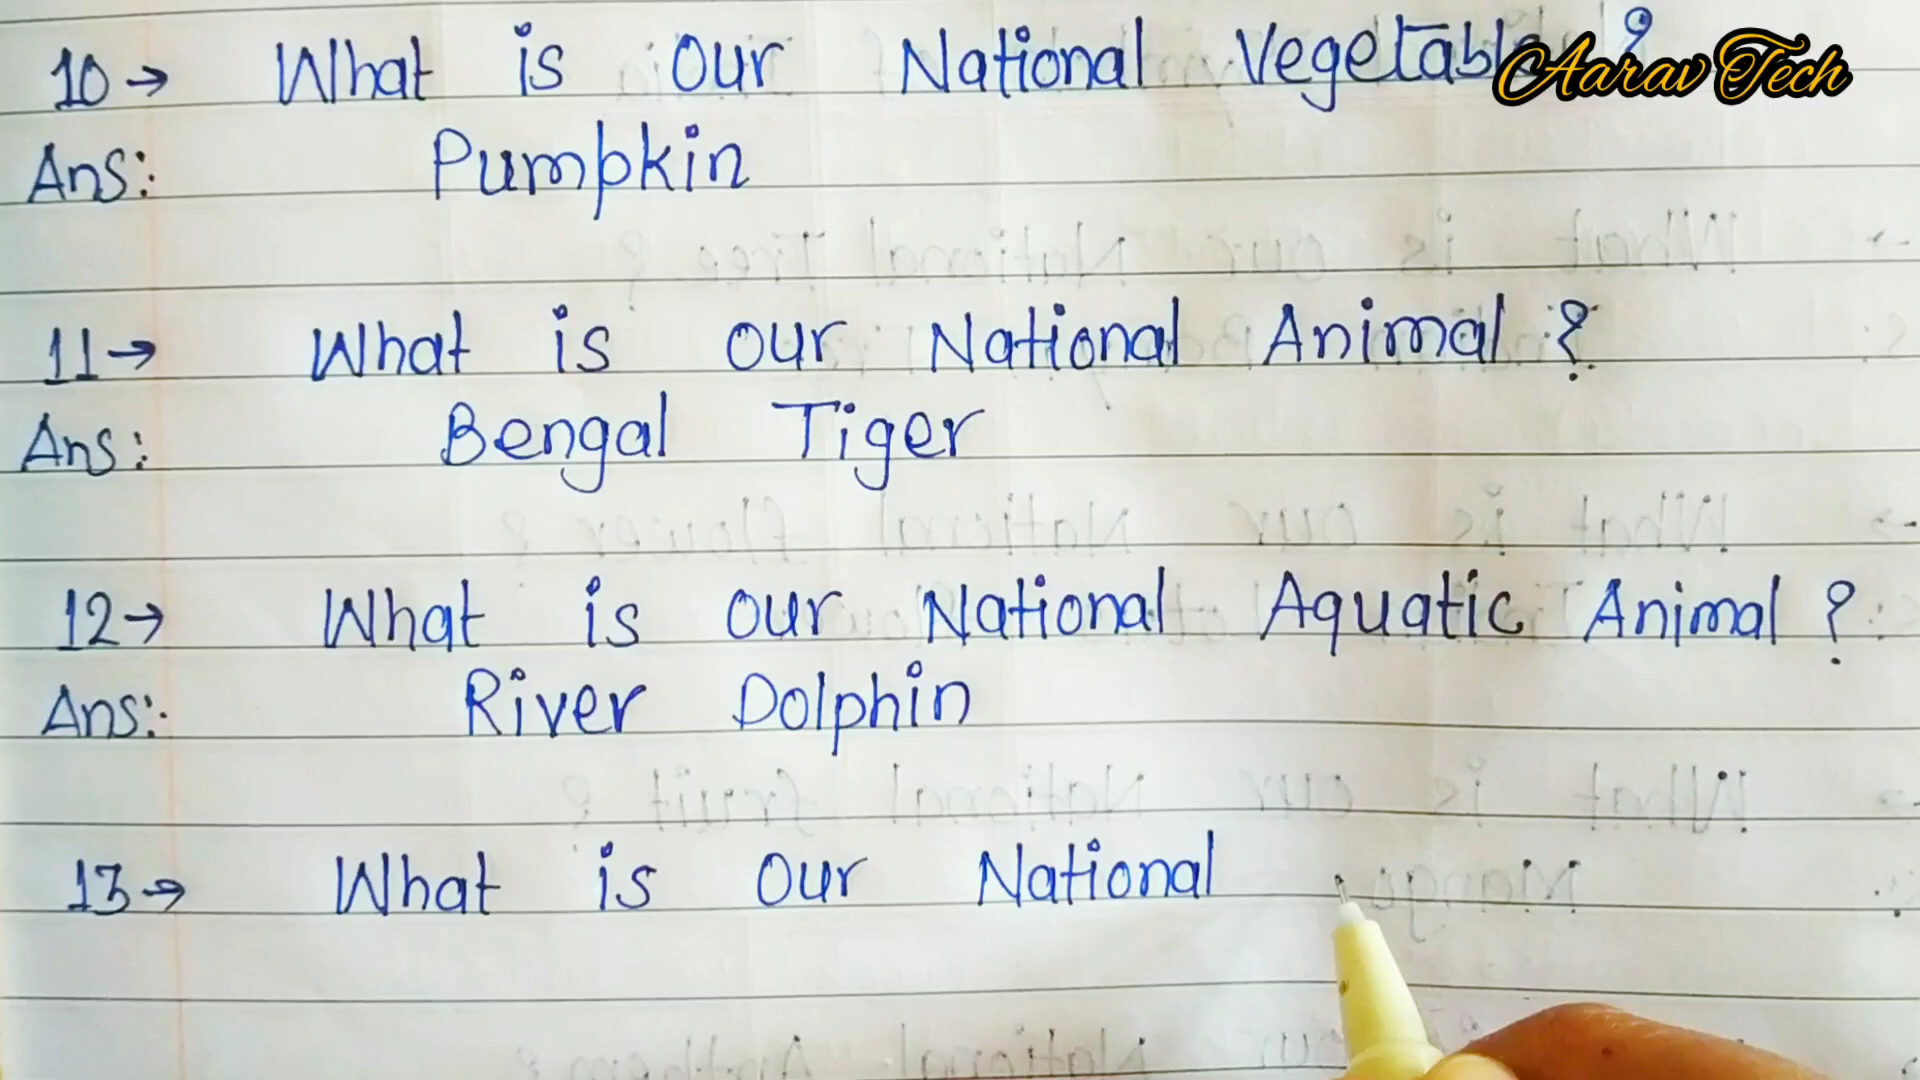 10→ What is Our National Vegetable ?
Aarav Tech
Ans: Pumpkin
11→ What is our National Animal ?
Ans: Bengal Tiger
12→ What is our National Aquatic Animal ?
Ans: River Dolphin
13→ What is Our National